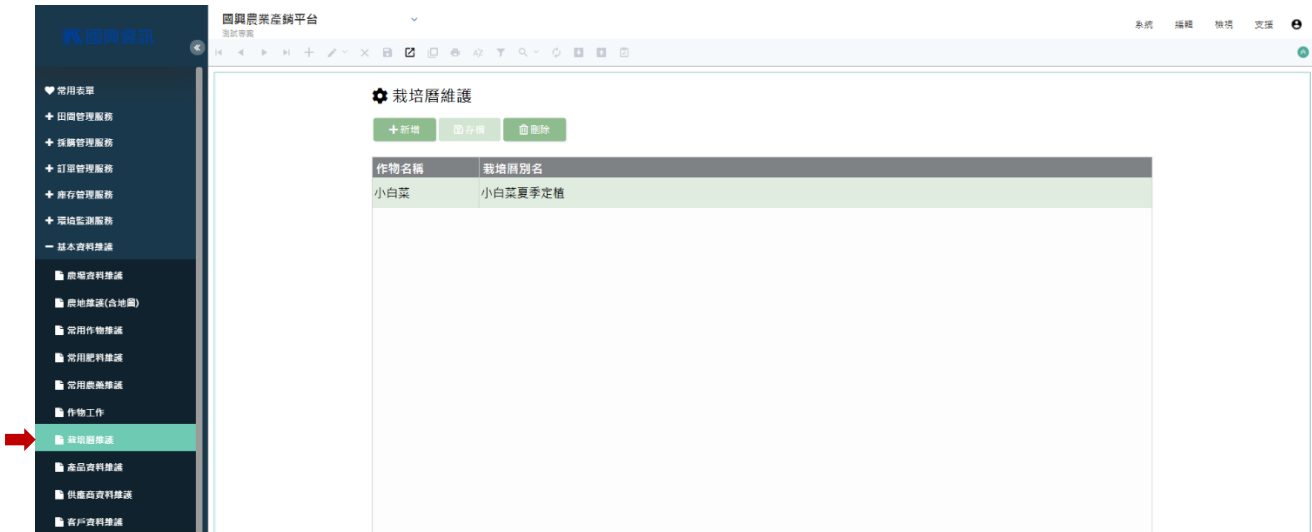 國興資訊
國興農業產銷平台
測試專案
系統 編輯 檢視 支援
常用表單
田間管理服務
採購管理服務
訂單管理服務
庫存管理服務
環境監測服務
基本資料維護
農場資料維護
農地維護(含地圖)
常用作物維護
常用肥料維護
常用農藥維護
作物工作
栽培曆維護
產品資料維護
供應商資料維護
客戶資料維護
栽培曆維護
新增 存檔 刪除
作物名稱 栽培曆別名
小白菜 小白菜夏季定植